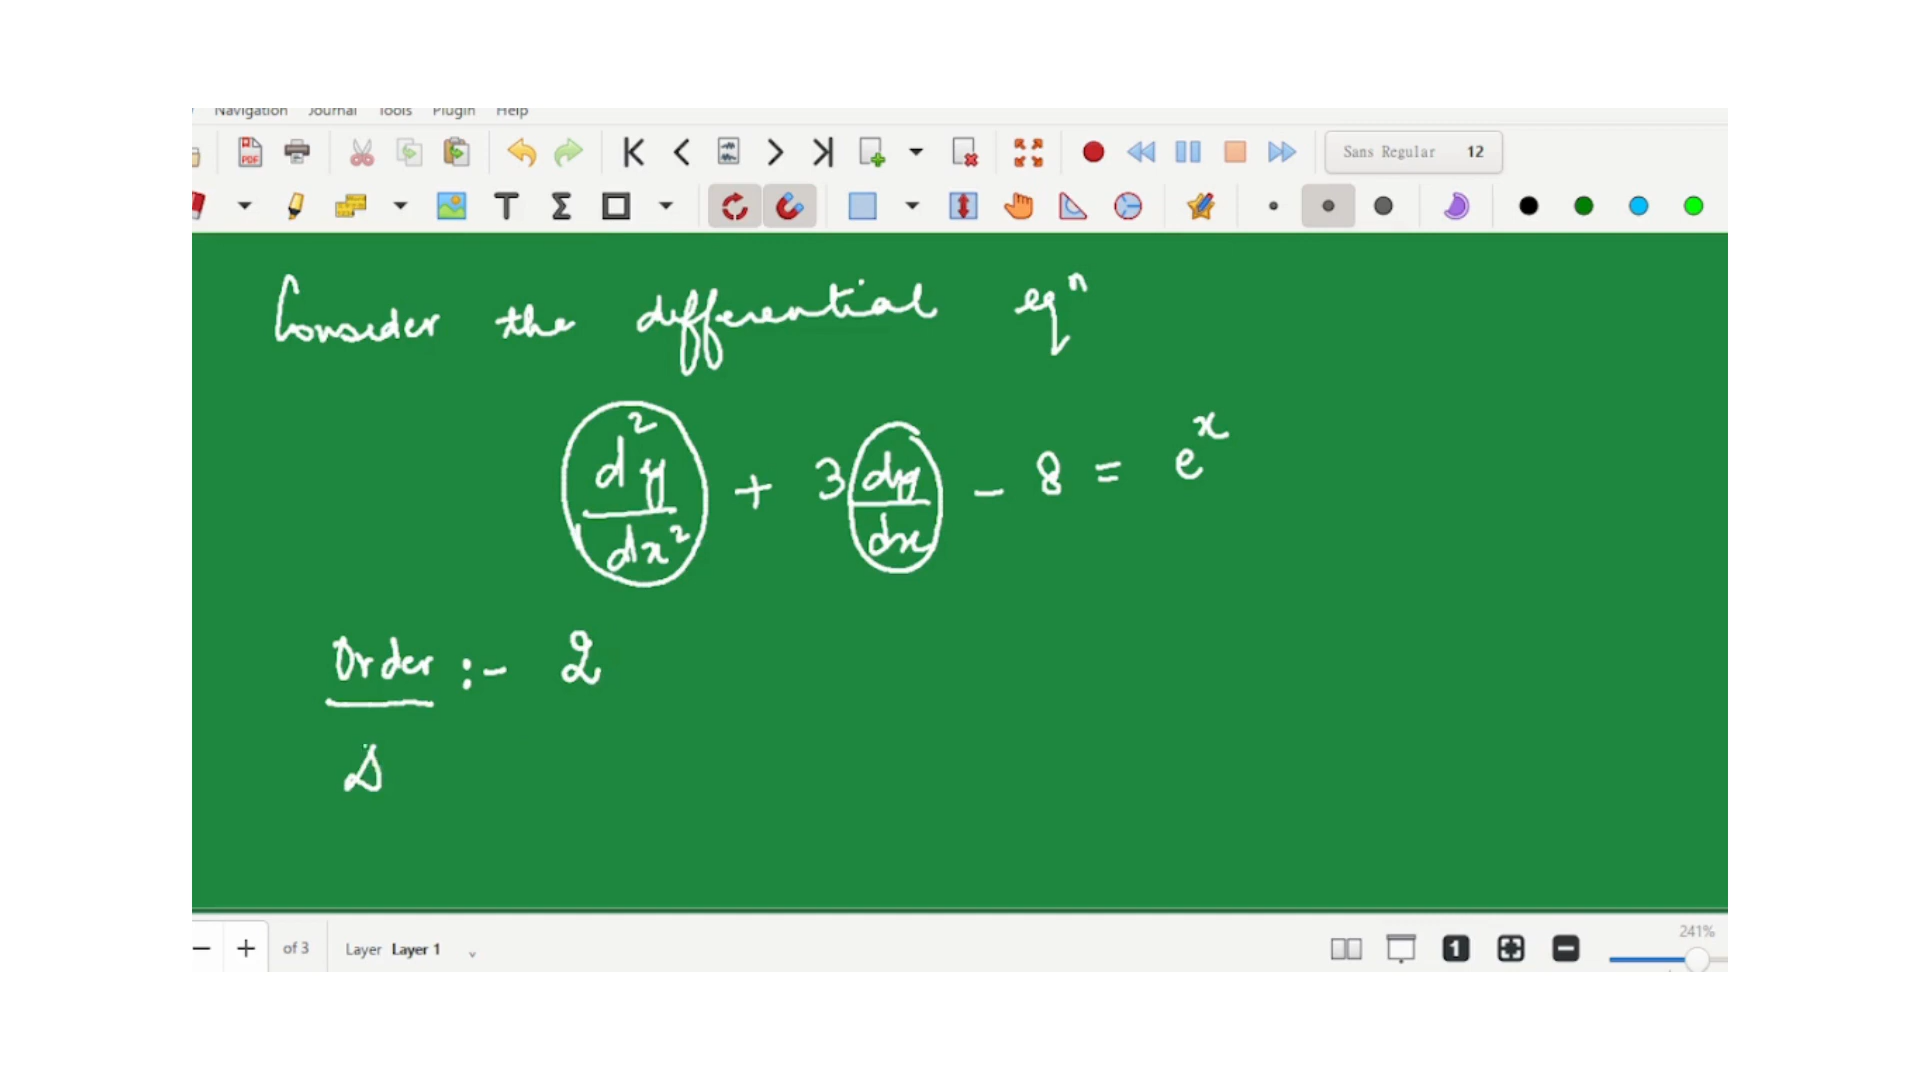 Navigation Journal Tools Plugin Help
Sans Regular 12
Consider the differential eqⁿ
d²y/dx² + 3 dy/dx - 8 = eˣ
Order :- 2
of 3 Layer Layer 1 241%